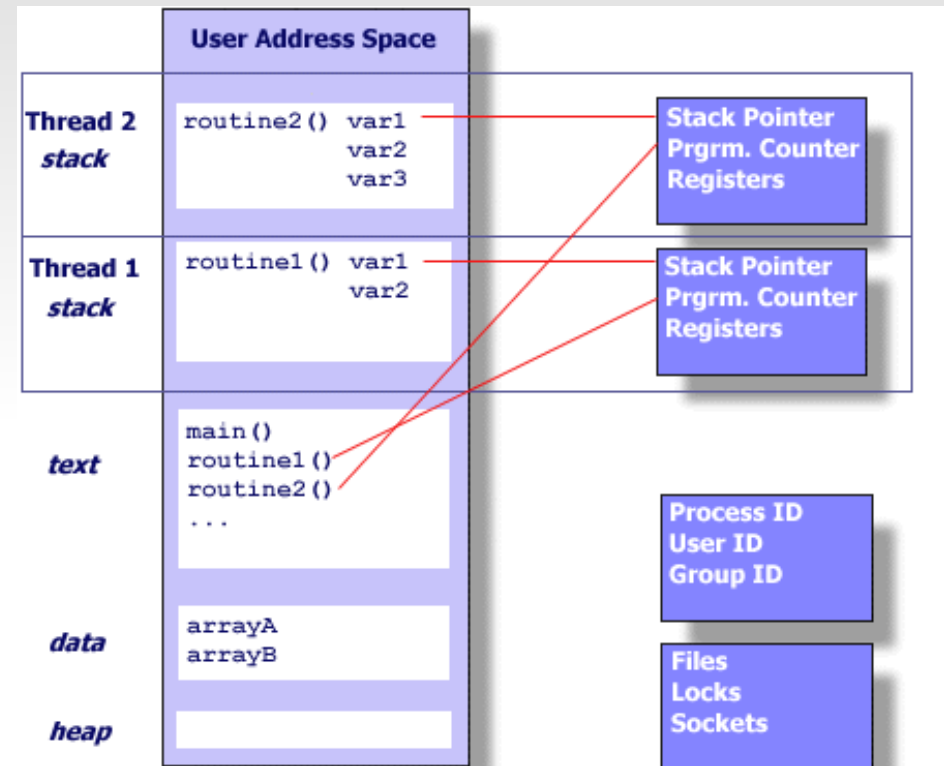 User Address Space
Thread 2
stack
routine2() var1
var2
var3
Stack Pointer
Prgrm. Counter
Registers
Thread 1
stack
routine1() var1
var2
Stack Pointer
Prgrm. Counter
Registers
text
main()
routine1()
routine2()
...
Process ID
User ID
Group ID
data
arrayA
arrayB
Files
Locks
Sockets
heap